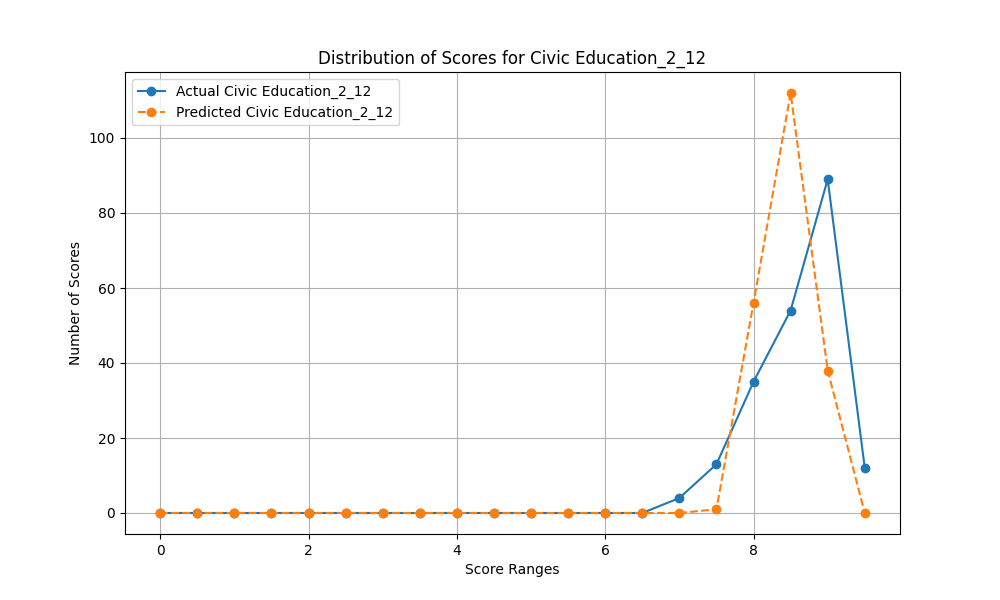 Distribution of Scores for Civic Education_2_12
Actual Civic Education_2_12
Predicted Civic Education_2_12
Number of Scores
100
80
60
40
20
0
0 2 4 6 8
Score Ranges